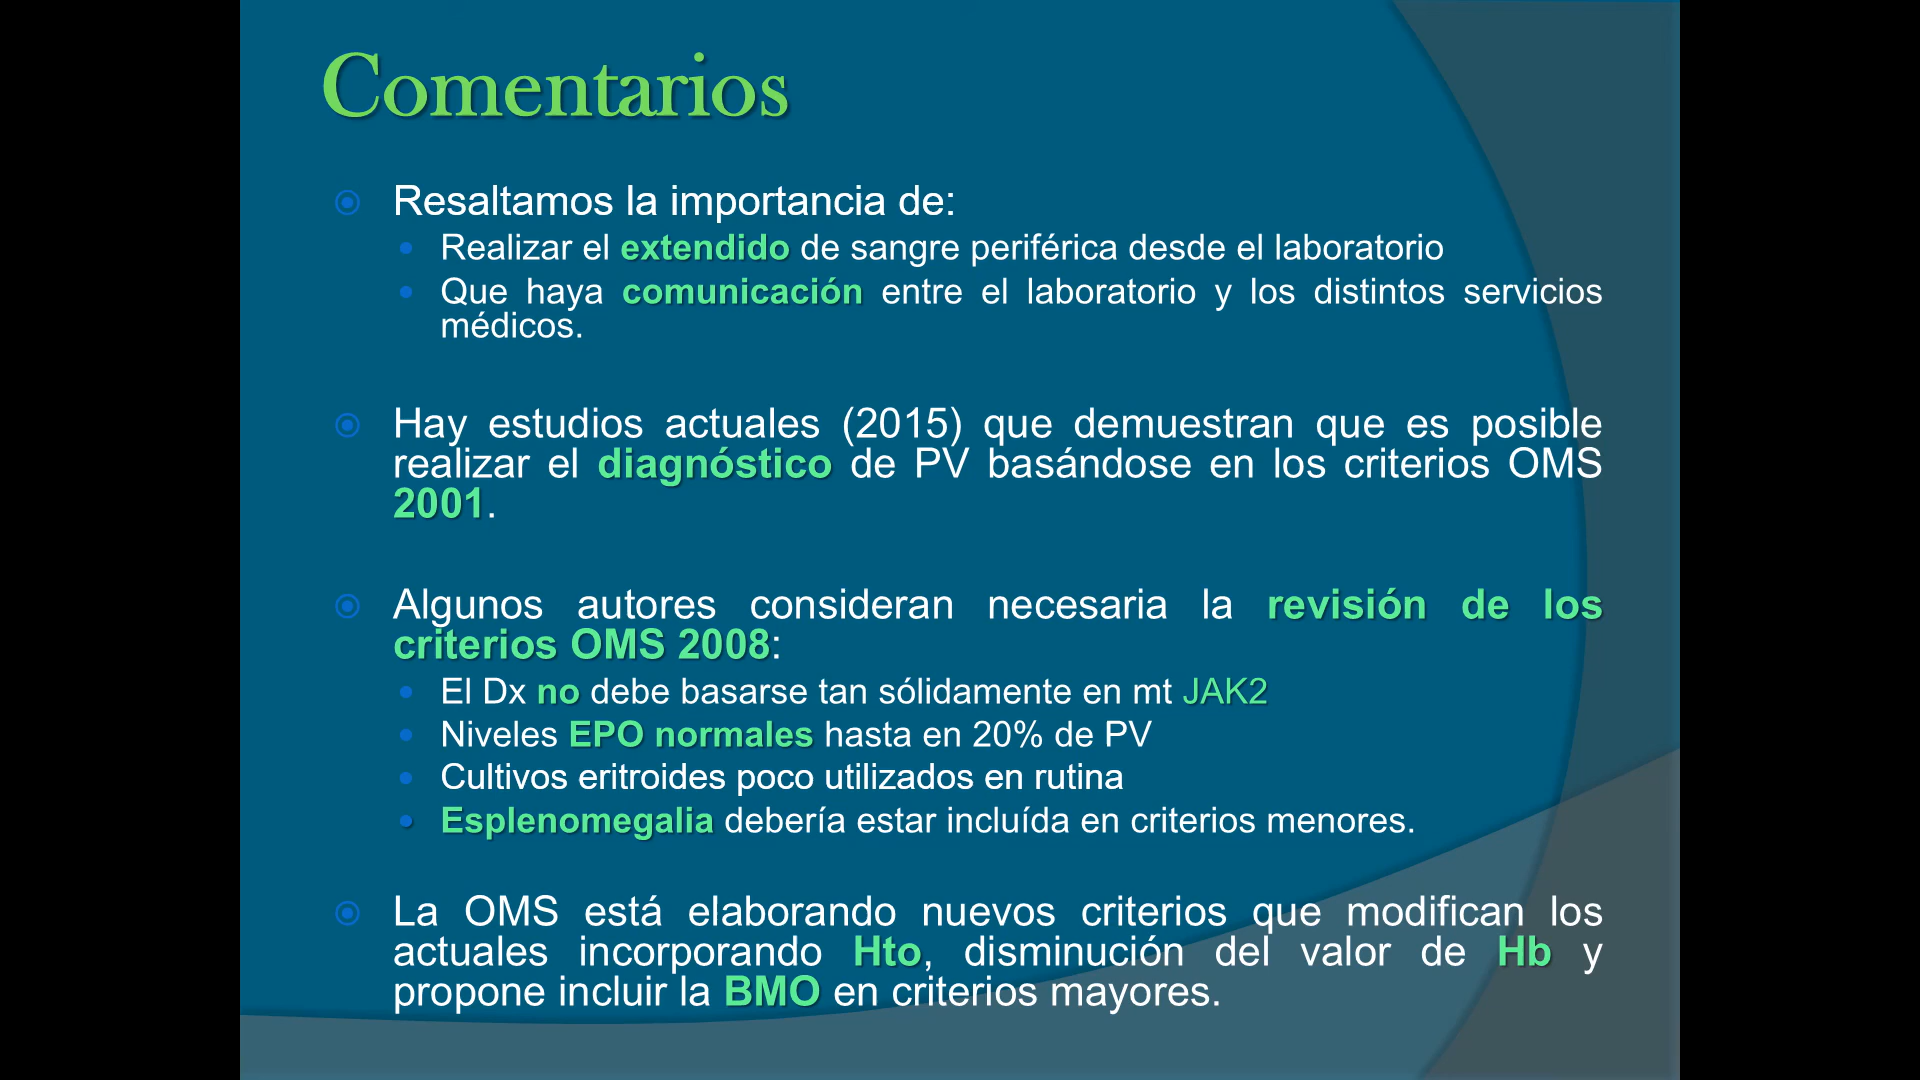 Comentarios
Resaltamos la importancia de:
Realizar el extendido de sangre periférica desde el laboratorio
Que haya comunicación entre el laboratorio y los distintos servicios
médicos.
Hay estudios actuales (2015) que demuestran que es posible
realizar el diagnóstico de PV basándose en los criterios OMS
2001.
Algunos autores consideran necesaria la revisión de los
criterios OMS 2008:
El Dx no debe basarse tan sólidamente en mt JAK2
Niveles EPO normales hasta en 20% de PV
Cultivos eritroides poco utilizados en rutina
Esplenomegalia debería estar incluída en criterios menores.
La OMS está elaborando nuevos criterios que modifican los
actuales incorporando Hto, disminución del valor de Hb y
propone incluir la BMO en criterios mayores.